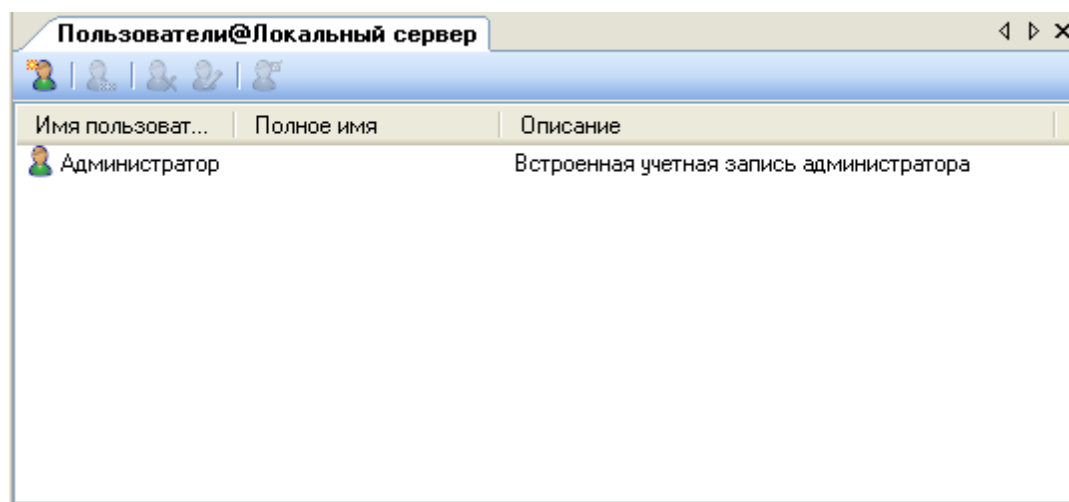 Пользователи@Локальный сервер
Имя пользоват... Полное имя Описание
Администратор Встроенная учетная запись администратора